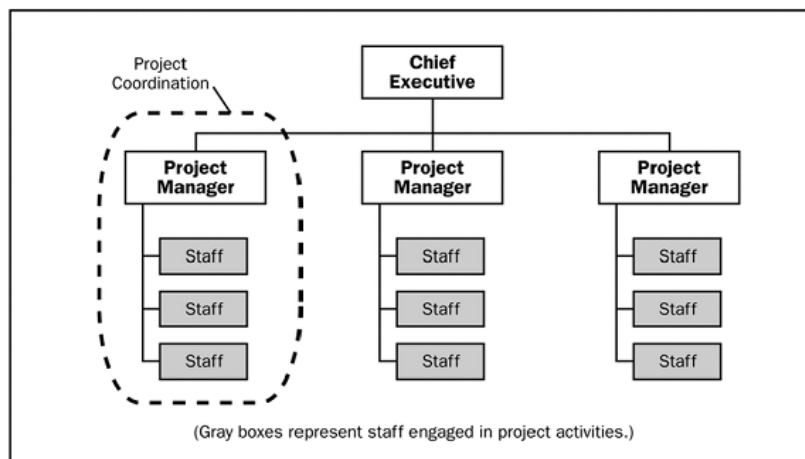 Project
Coordination
Chief
Executive
Project
Manager
Project
Manager
Project
Manager
Staff
Staff
Staff
Staff
Staff
Staff
Staff
Staff
Staff
(Gray boxes represent staff engaged in project activities.)